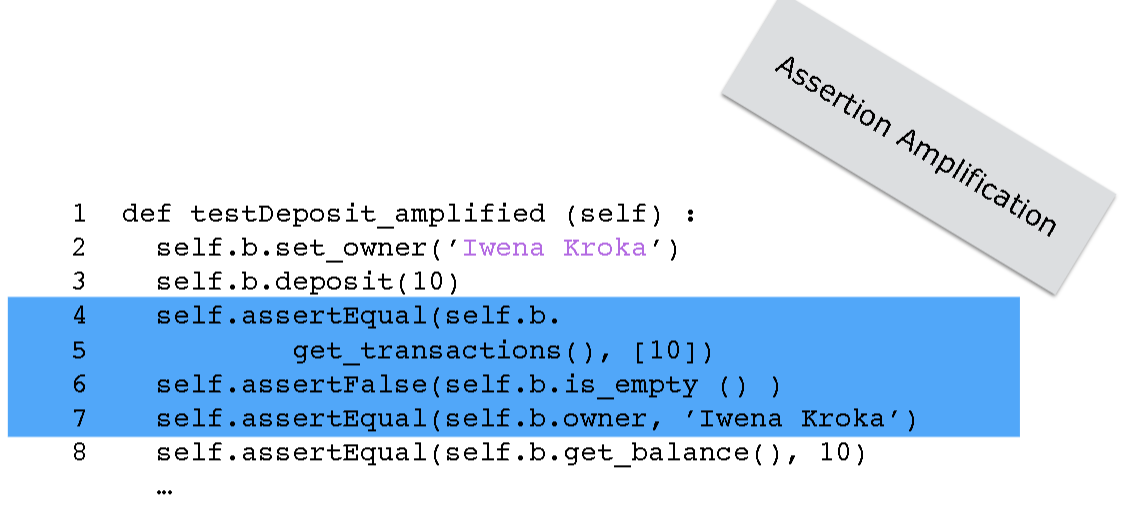 Assertion Amplification
1 def testDeposit_amplified (self) :
2 self.b.set_owner(′Iwena Kroka′)
3 self.b.deposit(10)
4 self.assertEqual(self.b.
5 get_transactions(), [10])
6 self.assertFalse(self.b.is_empty () )
7 self.assertEqual(self.b.owner, ′Iwena Kroka′)
8 self.assertEqual(self.b.get_balance(), 10)
…